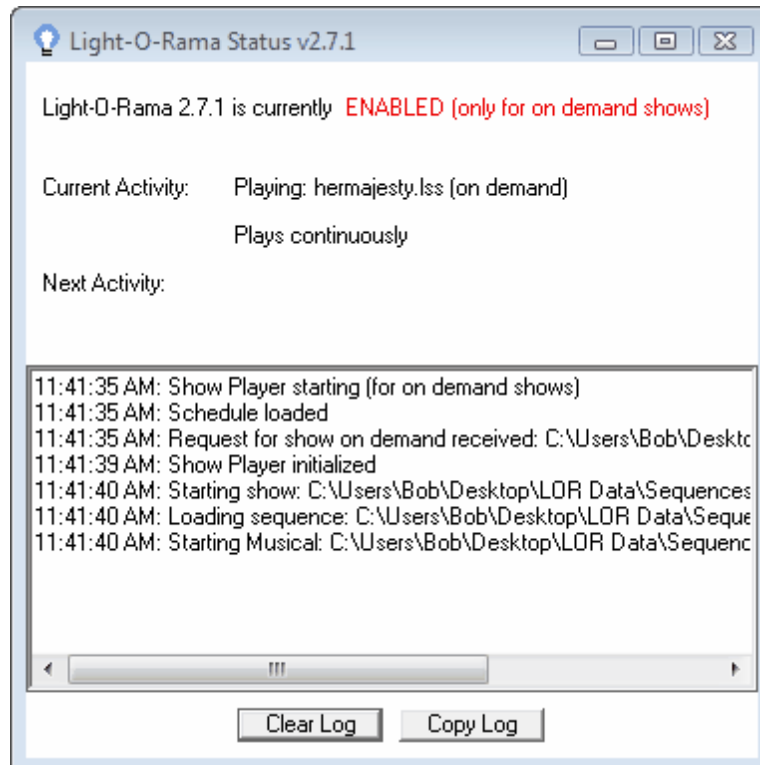 Light-O-Rama Status v2.7.1
Light-O-Rama 2.7.1 is currently ENABLED (only for on demand shows)
Current Activity: Playing: hermajesty.lss (on demand)
Plays continuously
Next Activity:
11:41:35 AM: Show Player starting (for on demand shows)
11:41:35 AM: Schedule loaded
11:41:35 AM: Request for show on demand received: C:\Users\Bob\Deskto
11:41:39 AM: Show Player initialized
11:41:40 AM: Starting show: C:\Users\Bob\Desktop\LOR Data\Sequences
11:41:40 AM: Loading sequence: C:\Users\Bob\Desktop\LOR Data\Seque
11:41:40 AM: Starting Musical: C:\Users\Bob\Desktop\LOR Data\Sequenc
Clear Log Copy Log